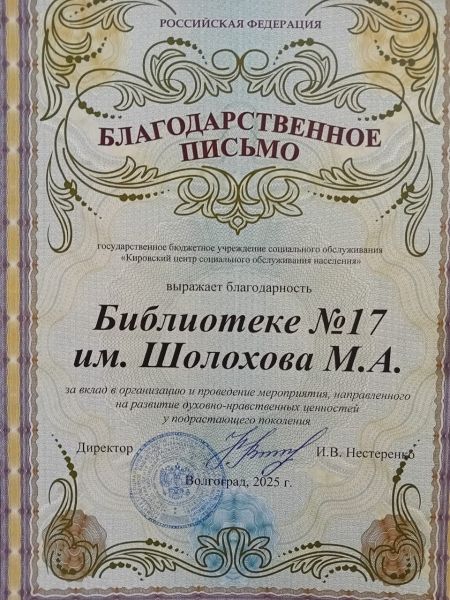 РОССИЙСКАЯ ФЕДЕРАЦИЯ
БЛАГОДАРСТВЕННОЕ
ПИСЬМО
государственное бюджетное учреждение социального обслуживания
«Кировский центр социального обслуживания населения»
выражает благодарность
Библиотеке №17
им. Шолохова М.А.
за вклад в организацию и проведение мероприятия, направленного
на развитие духовно-нравственных ценностей
у подрастающего поколения
Директор И.В. Нестеренко
Волгоград, 2025 г.